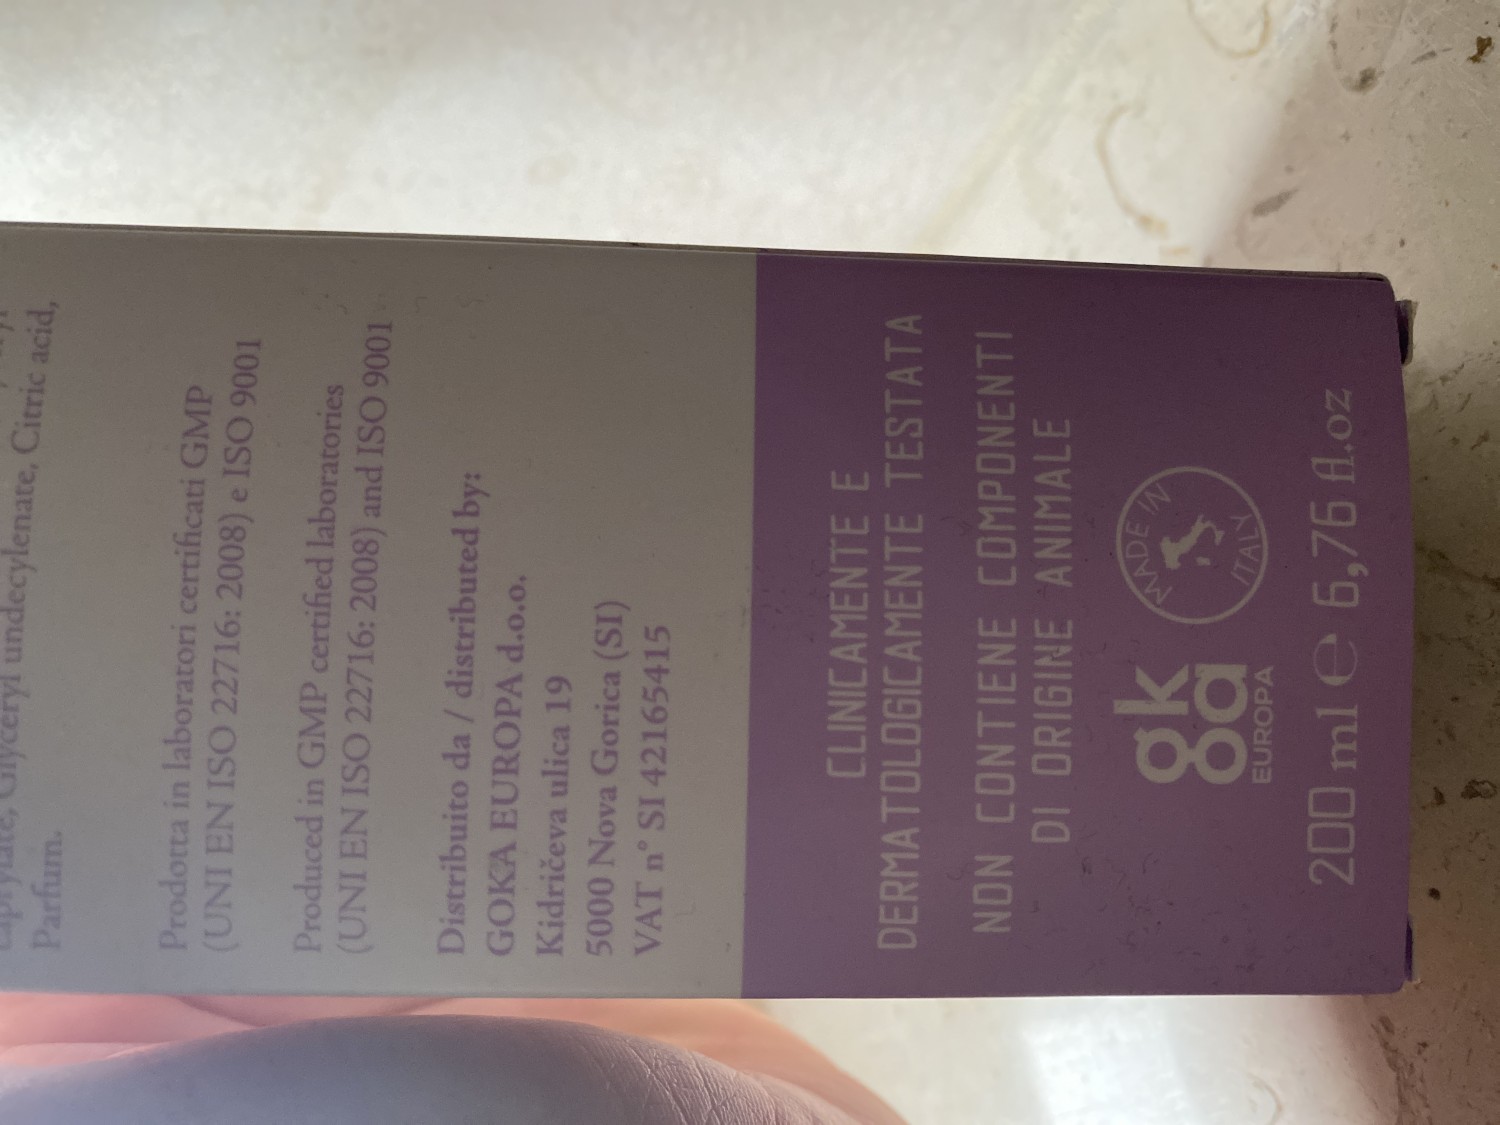 Glyceryl undecylenate, Citric acid,
Parfum.
Prodotta in laboratori certificati GMP
(UNI EN ISO 22716: 2008) e ISO 9001
Produced in GMP certified laboratories
(UNI EN ISO 22716: 2008) and ISO 9001
Distribuito da / distributed by:
GOKA EUROPA d.o.o.
Kidričeva ulica 19
5000 Nova Gorica (SI)
VAT n° SI 42165415
CLINICAMENTE E
DERMATOLOGICAMENTE TESTATA
NON CONTIENE COMPONENTI
DI ORIGINE ANIMALE
gk
oa
EUROPA
MADE IN
ITALY
200 ml ℮ 6,76 fl.oz